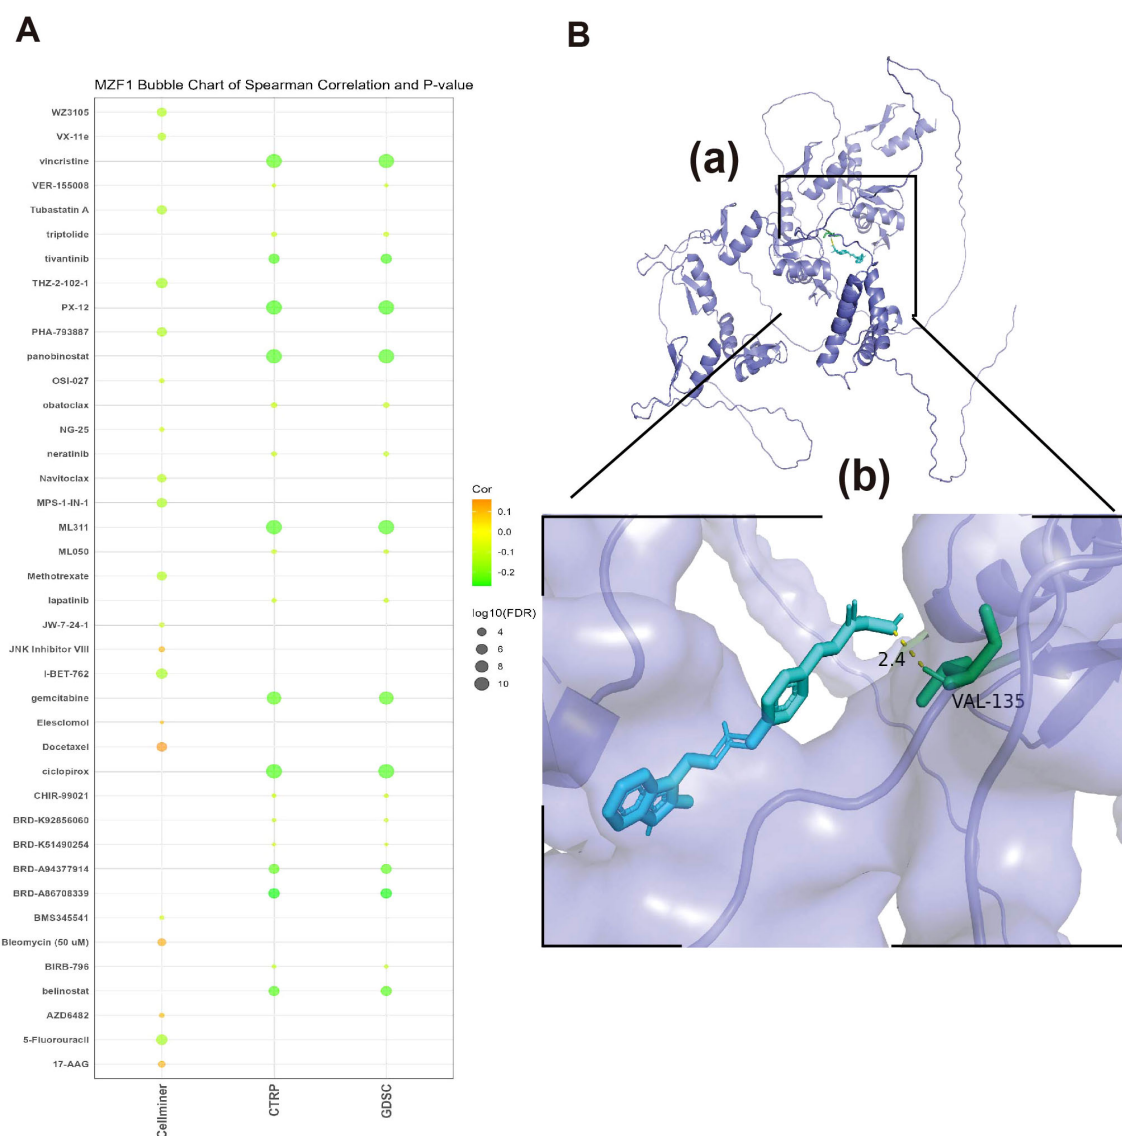 A
B
MZF1 Bubble Chart of Spearman Correlation and P-value
WZ3105
VX-11e
vincristine
VER-155008
Tubastatin A
triptolide
tivantinib
THZ-2-102-1
PX-12
PHA-793887
panobinostat
OSI-027
obatoclax
NG-25
neratinib
Navitoclax
MPS-1-IN-1
ML311
ML050
Methotrexate
lapatinib
JW-7-24-1
JNK Inhibitor VIII
I-BET-762
gemcitabine
Elesclomol
Docetaxel
ciclopirox
CHIR-99021
BRD-K92856060
BRD-K51490254
BRD-A94377914
BRD-A86708339
BMS345541
Bleomycin (50 uM)
BIRB-796
belinostat
AZD6482
5-Fluorouracil
17-AAG
Cellminer
CTRP
GDSC
Cor
0.1
0.0
-0.1
-0.2
log10(FDR)
4
6
8
10
(a)
(b)
2.4
VAL-135